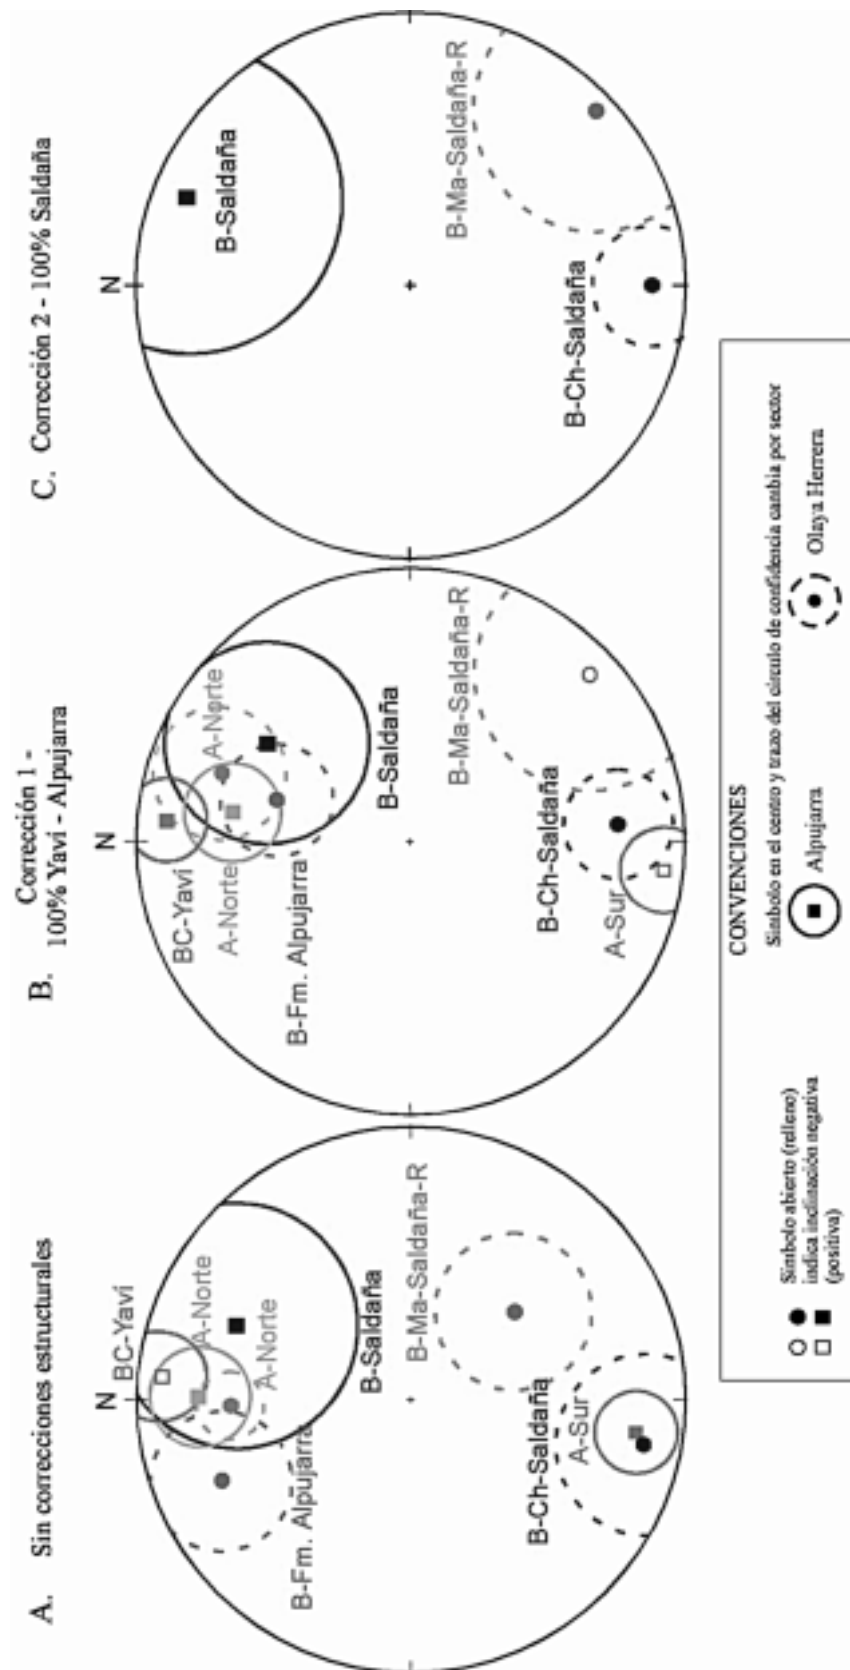 A. Sin correcciones estructurales
N
BC-Yaví
A-Norte
A-Norte
B-Fm. Alpujarra
B-Saldaña
B-Ma-Saldaña-R
B-Ch-Saldaña
A-Sur
B. Corrección 1 -
100% Yaví - Alpujarra
N
BC-Yaví
A-Norte
A-Norte
B-Fm. Alpujarra
B-Saldaña
B-Ma-Saldaña-R
B-Ch-Saldaña
A-Sur
C. Corrección 2 - 100% Saldaña
N
B-Saldaña
B-Ma-Saldaña-R
B-Ch-Saldaña
CONVENCIONES
Símbolo abierto (relleno)
indica inclinación negativa
(positiva)
Símbolo en el centro y trazo del círculo de confidencia cambia por sector
Alpujarra
Olaya Herrera